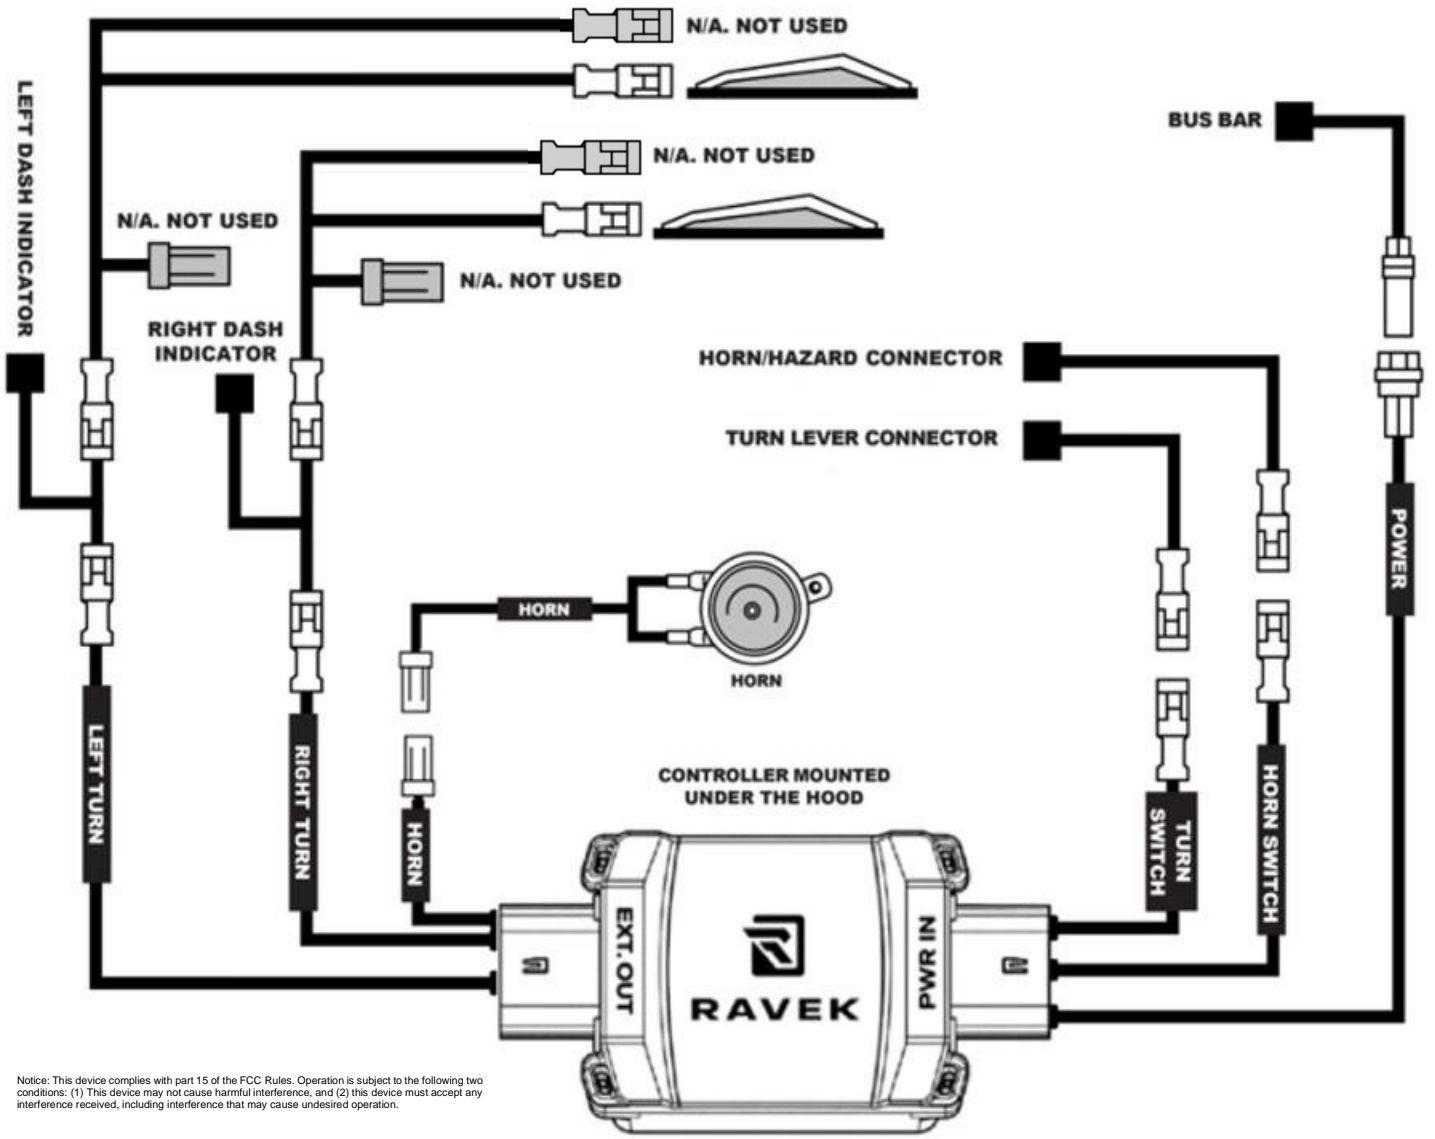 N/A. NOT USED
N/A. NOT USED
LEFT DASH INDICATOR
N/A. NOT USED
N/A. NOT USED
RIGHT DASH
INDICATOR
BUS BAR
HORN/HAZARD CONNECTOR
TURN LEVER CONNECTOR
POWER
HORN
HORN
LEFT TURN
RIGHT TURN
HORN
CONTROLLER MOUNTED
UNDER THE HOOD
TURN
SWITCH
HORN SWITCH
EXT. OUT
RAVEK
PWR IN
Notice: This device complies with part 15 of the FCC Rules. Operation is subject to the following two
conditions: (1) This device may not cause harmful interference, and (2) this device must accept any
interference received, including interference that may cause undesired operation.